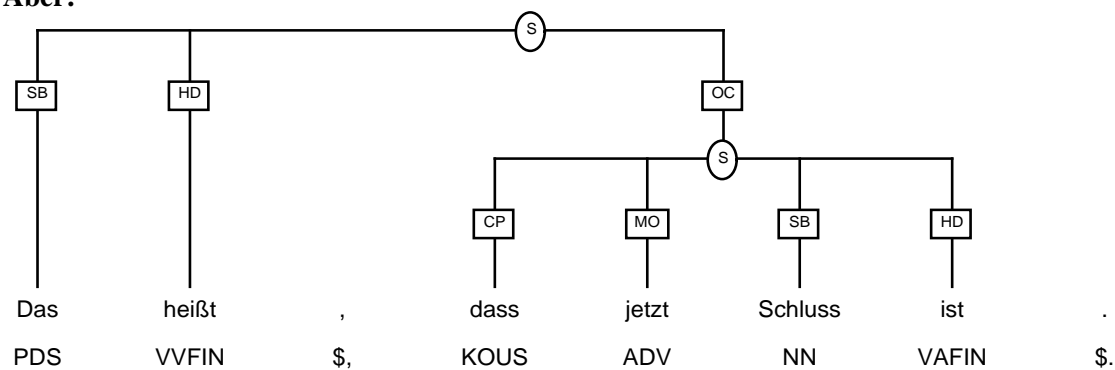 Aber:
S
SB HD OC
S
CP MO SB HD
Das heißt , dass jetzt Schluss ist .
PDS VVFIN $, KOUS ADV NN VAFIN $.